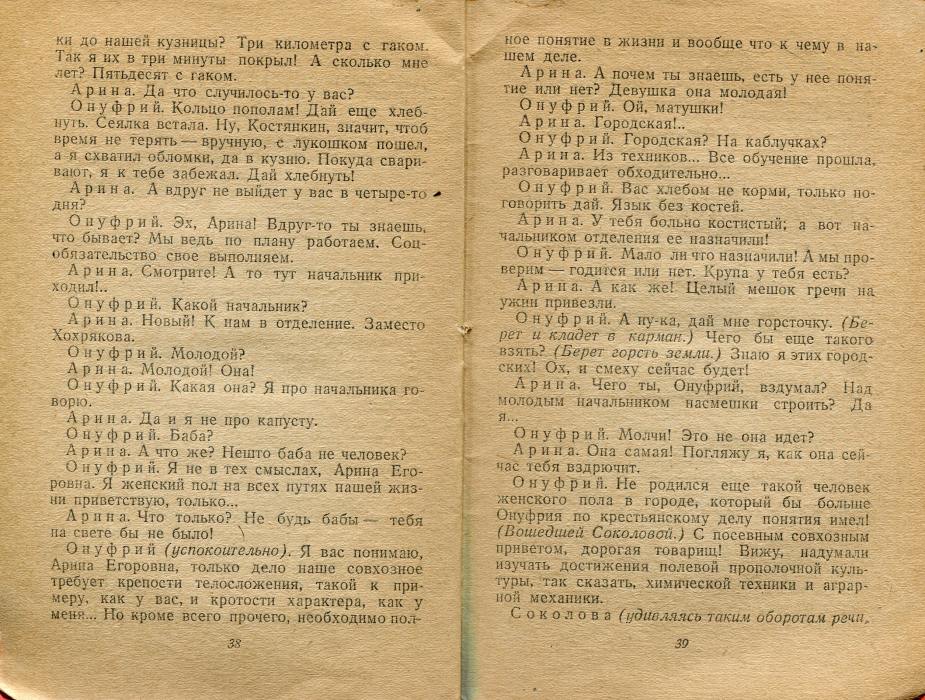 ки до нашей кузницы? Три километра с гаком.
Так я их в три минуты покрыл! А сколько мне
лет? Пятьдесят с гаком.
Арина. Да что случилось-то у вас?
Онуфрий. Кольцо пополам! Дай еще хлеб-
нуть. Сеялка встала. Ну, Костянкин, значит, чтоб
время не терять — вручную, с лукошком пошел,
а я схватил обломки, да в кузню. Покуда свари-
вают, я к тебе забежал. Дай хлебнуть!
Арина. А вдруг не выйдет у вас в четыре-то
дня?
Онуфрий. Эх, Арина! Вдруг-то ты знаешь,
что бывает? Мы ведь по плану работаем. Соц-
обязательство свое выполняем.
Арина. Смотрите! А то тут начальник при-
ходил!..
Онуфрий. Какой начальник?
Арина. Новый! К нам в отделение. Заместо
Хохрякова.
Онуфрий. Молодой?
Арина. Молодой! Она!
Онуфрий. Какая она? Я про начальника го-
ворю.
Арина. Да и я не про капусту.
Онуфрий. Баба?
Арина. А что же? Нешто баба не человек?
Онуфрий. Я не в тех смыслах, Арина Его-
ровна. Я женский пол на всех путях нашей жиз-
ни приветствую, только...
Арина. Что только? Не будь бабы — тебя
на свете бы не было!
Онуфрий (успокоительно). Я вас понимаю,
Арина Егоровна, только дело наше совхозное
требует крепости телосложения, такой к при-
меру, как у вас, и кротости характера, как у
меня... Но кроме всего прочего, необходимо пол-
38
ное понятие в жизни и вообще что к чему в на-
шем деле.
Арина. А почем ты знаешь, есть у нее поня-
тие или нет? Девушка она молодая!
Онуфрий. Ой, матушки!
Арина. Городская!..
Онуфрий. Городская? На каблучках?
Арина. Из техников... Все обучение прошла,
разговаривает обходительно...
Онуфрий. Вас хлебом не корми, только по-
говорить дай. Язык без костей.
Арина. У тебя больно костистый; а вот на-
чальником отделения ее назначили!
Онуфрий. Мало ли что назначили! А мы про-
верим — годится или нет. Крупа у тебя есть?
Арина. А как же! Целый мешок гречи на
ужин привезли.
Онуфрий. А ну-ка, дай мне горсточку. (Бе-
рет и кладет в карман.) Чего бы еще такого
взять? (Берет горсть земли.) Знаю я этих город-
ских! Ох, и смеху сейчас будет!
Арина. Чего ты, Онуфрий, вздумал? Над
молодым начальником насмешки строить? Да
я...
Онуфрий. Молчи! Это не она идет?
Арина. Она самая! Погляжу я, как она сей-
час тебя вздрючит.
Онуфрий. Не родился еще такой человек
женского пола в городе, который бы больше
Онуфрия по крестьянскому делу понятия имел!
(Вошедшей Соколовой.) С посевным совхозным
приветом, дорогая товарищ! Вижу, надумали
изучать достижения полевой прополочной куль-
туры, так сказать, химической техники и аграр-
ной механики.
Соколова (удивляясь таким оборотам речи,
39